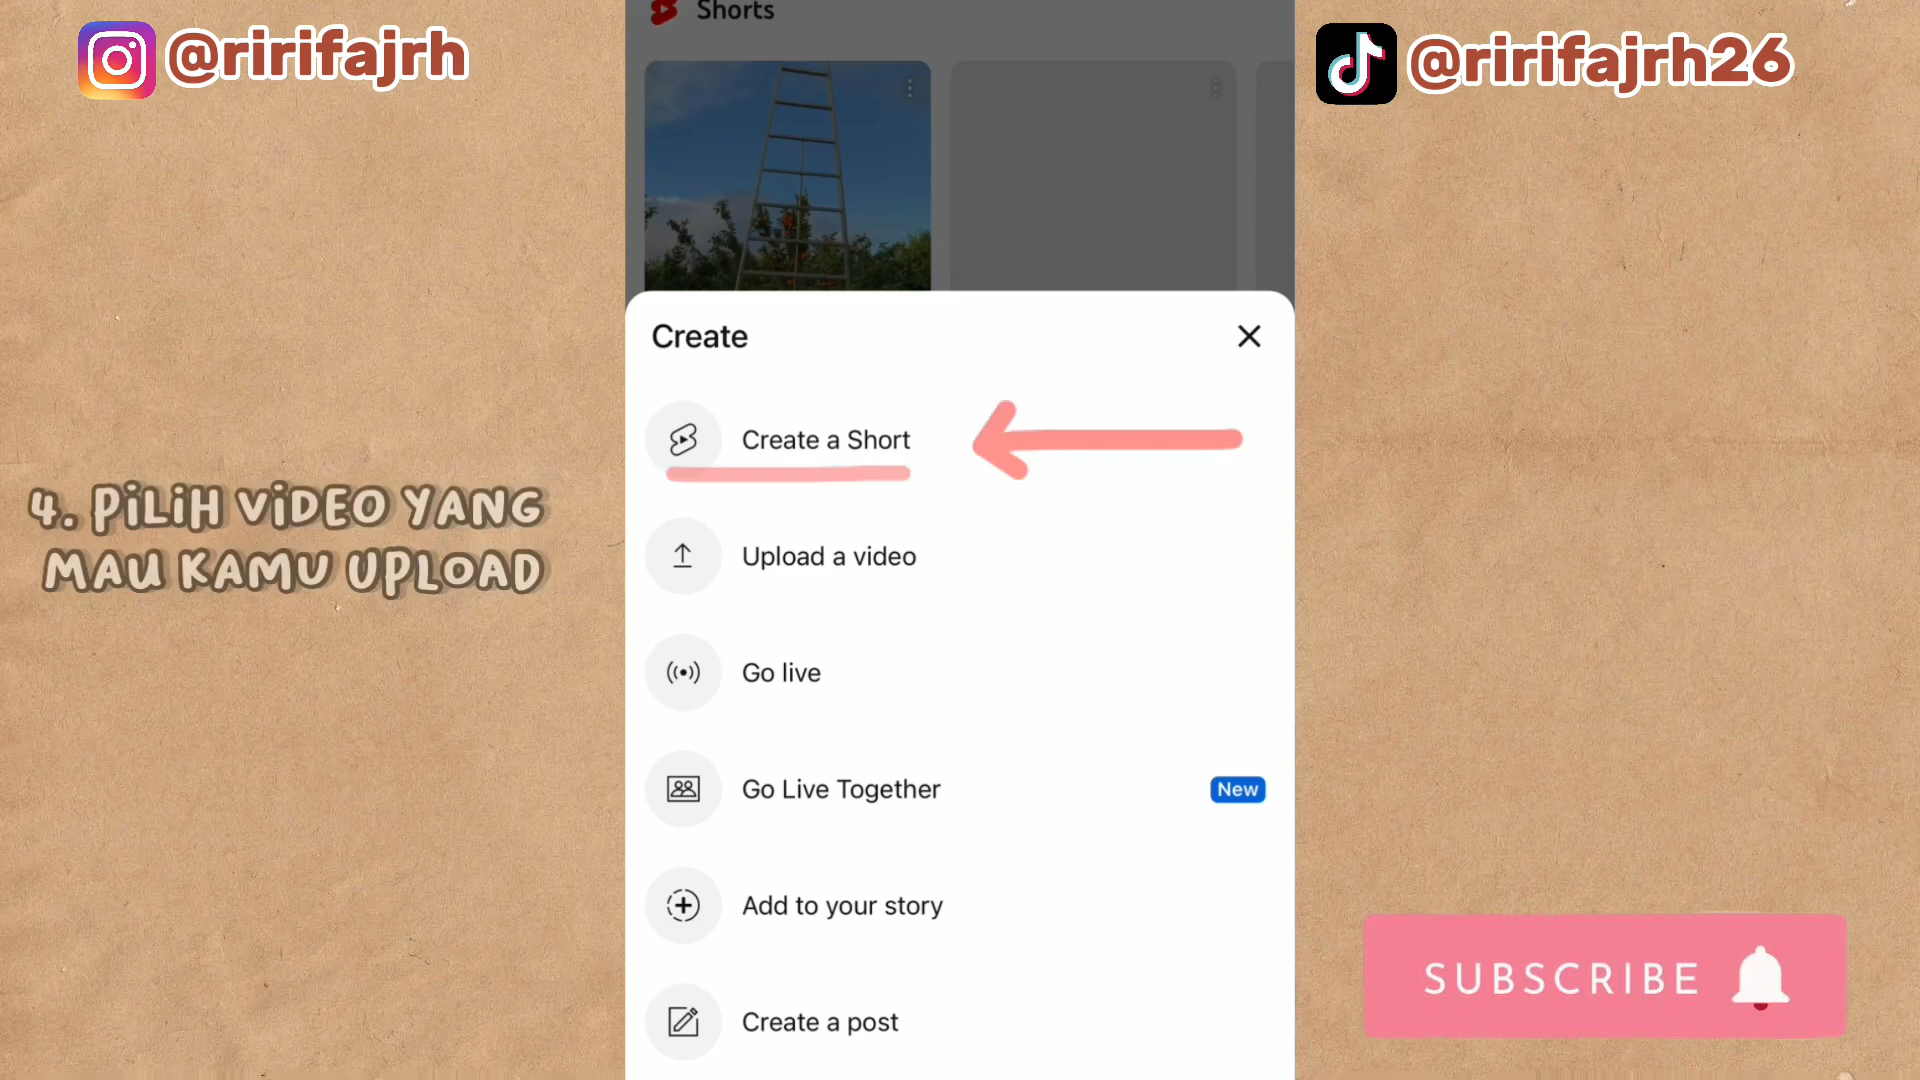 @ririfajrh
Shorts
@ririfajrh26
Create
Create a Short
Upload a video
Go live
Go Live Together
New
Add to your story
Create a post
4. PiLiH ViDEO YANG
MAU KAMU UPLOAD
SUBSCRIBE